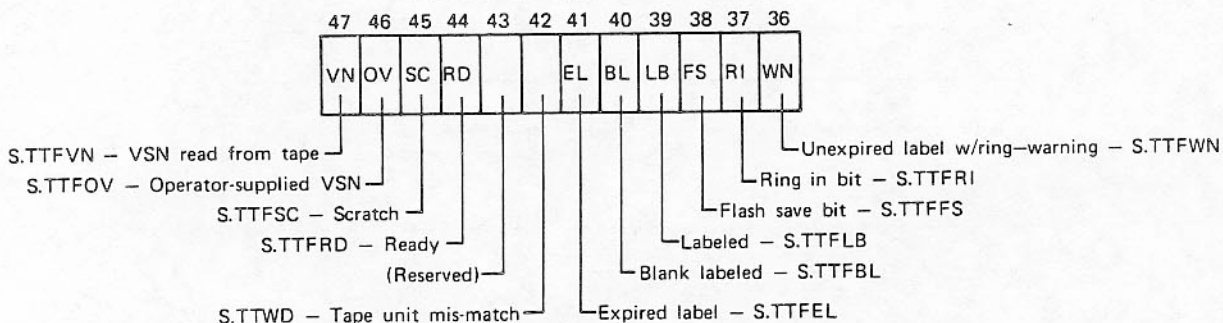 47 46 45 44 43 42 41 40 39 38 37 36
VN OV SC RD EL BL LB FS RI WN
S.TTFVN — VSN read from tape
Unexpired label w/ring—warning — S.TTFWN
S.TTFOV — Operator-supplied VSN
Ring in bit — S.TTFRI
S.TTFSC — Scratch
Flash save bit — S.TTFFS
S.TTFRD — Ready
Labeled — S.TTFLB
(Reserved)
Blank labeled — S.TTFBL
S.TTWD — Tape unit mis-match
Expired label — S.TTFEL